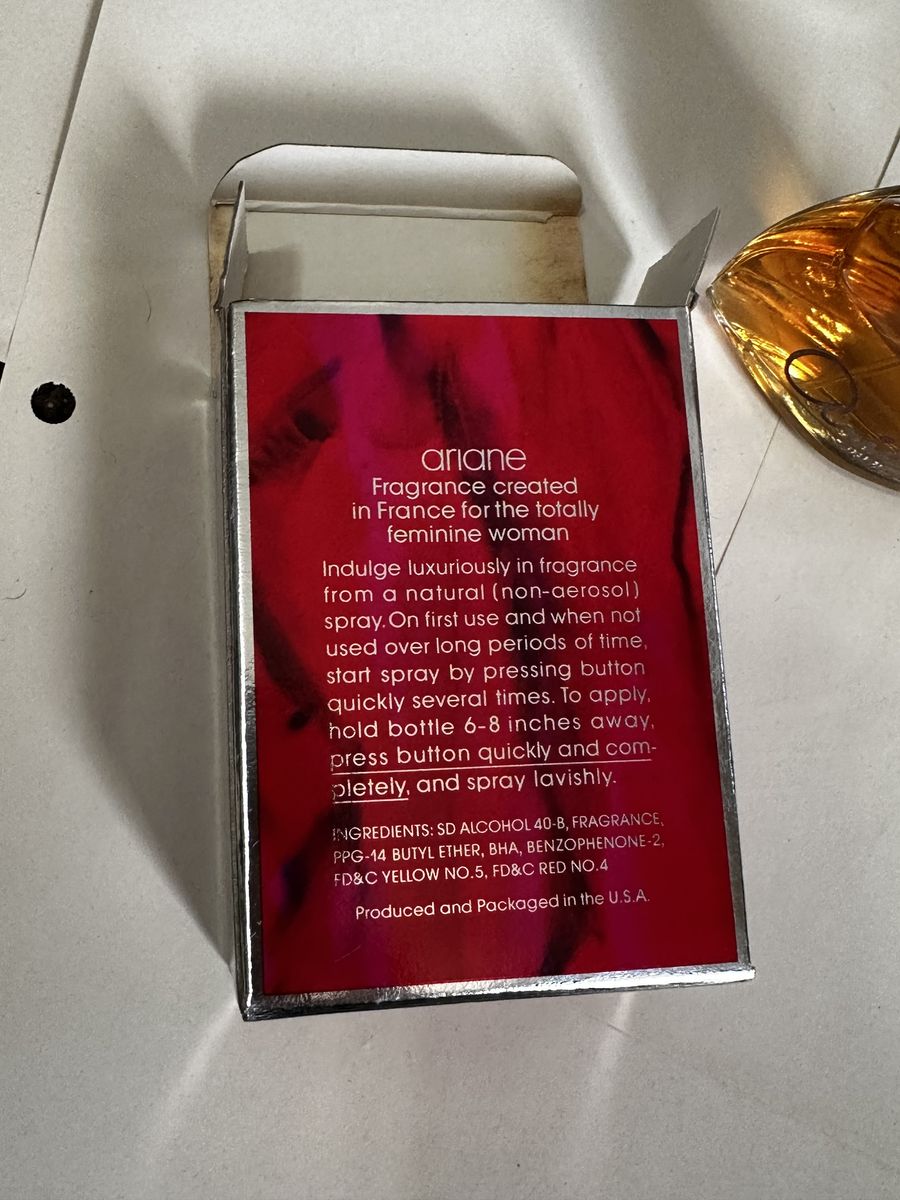 ariane
Fragrance created
in France for the totally
feminine woman
Indulge luxuriously in fragrance
from a natural (non-aerosol)
spray. On first use and when not
used over long periods of time,
start spray by pressing button
quickly several times. To apply,
hold bottle 6-8 inches away,
press button quickly and com-
pletely, and spray lavishly.
INGREDIENTS: SD ALCOHOL 40-B, FRAGRANCE,
PPG-14 BUTYL ETHER, BHA, BENZOPHENONE-2,
FD&C YELLOW NO.5, FD&C RED NO.4
Produced and Packaged in the U.S.A.